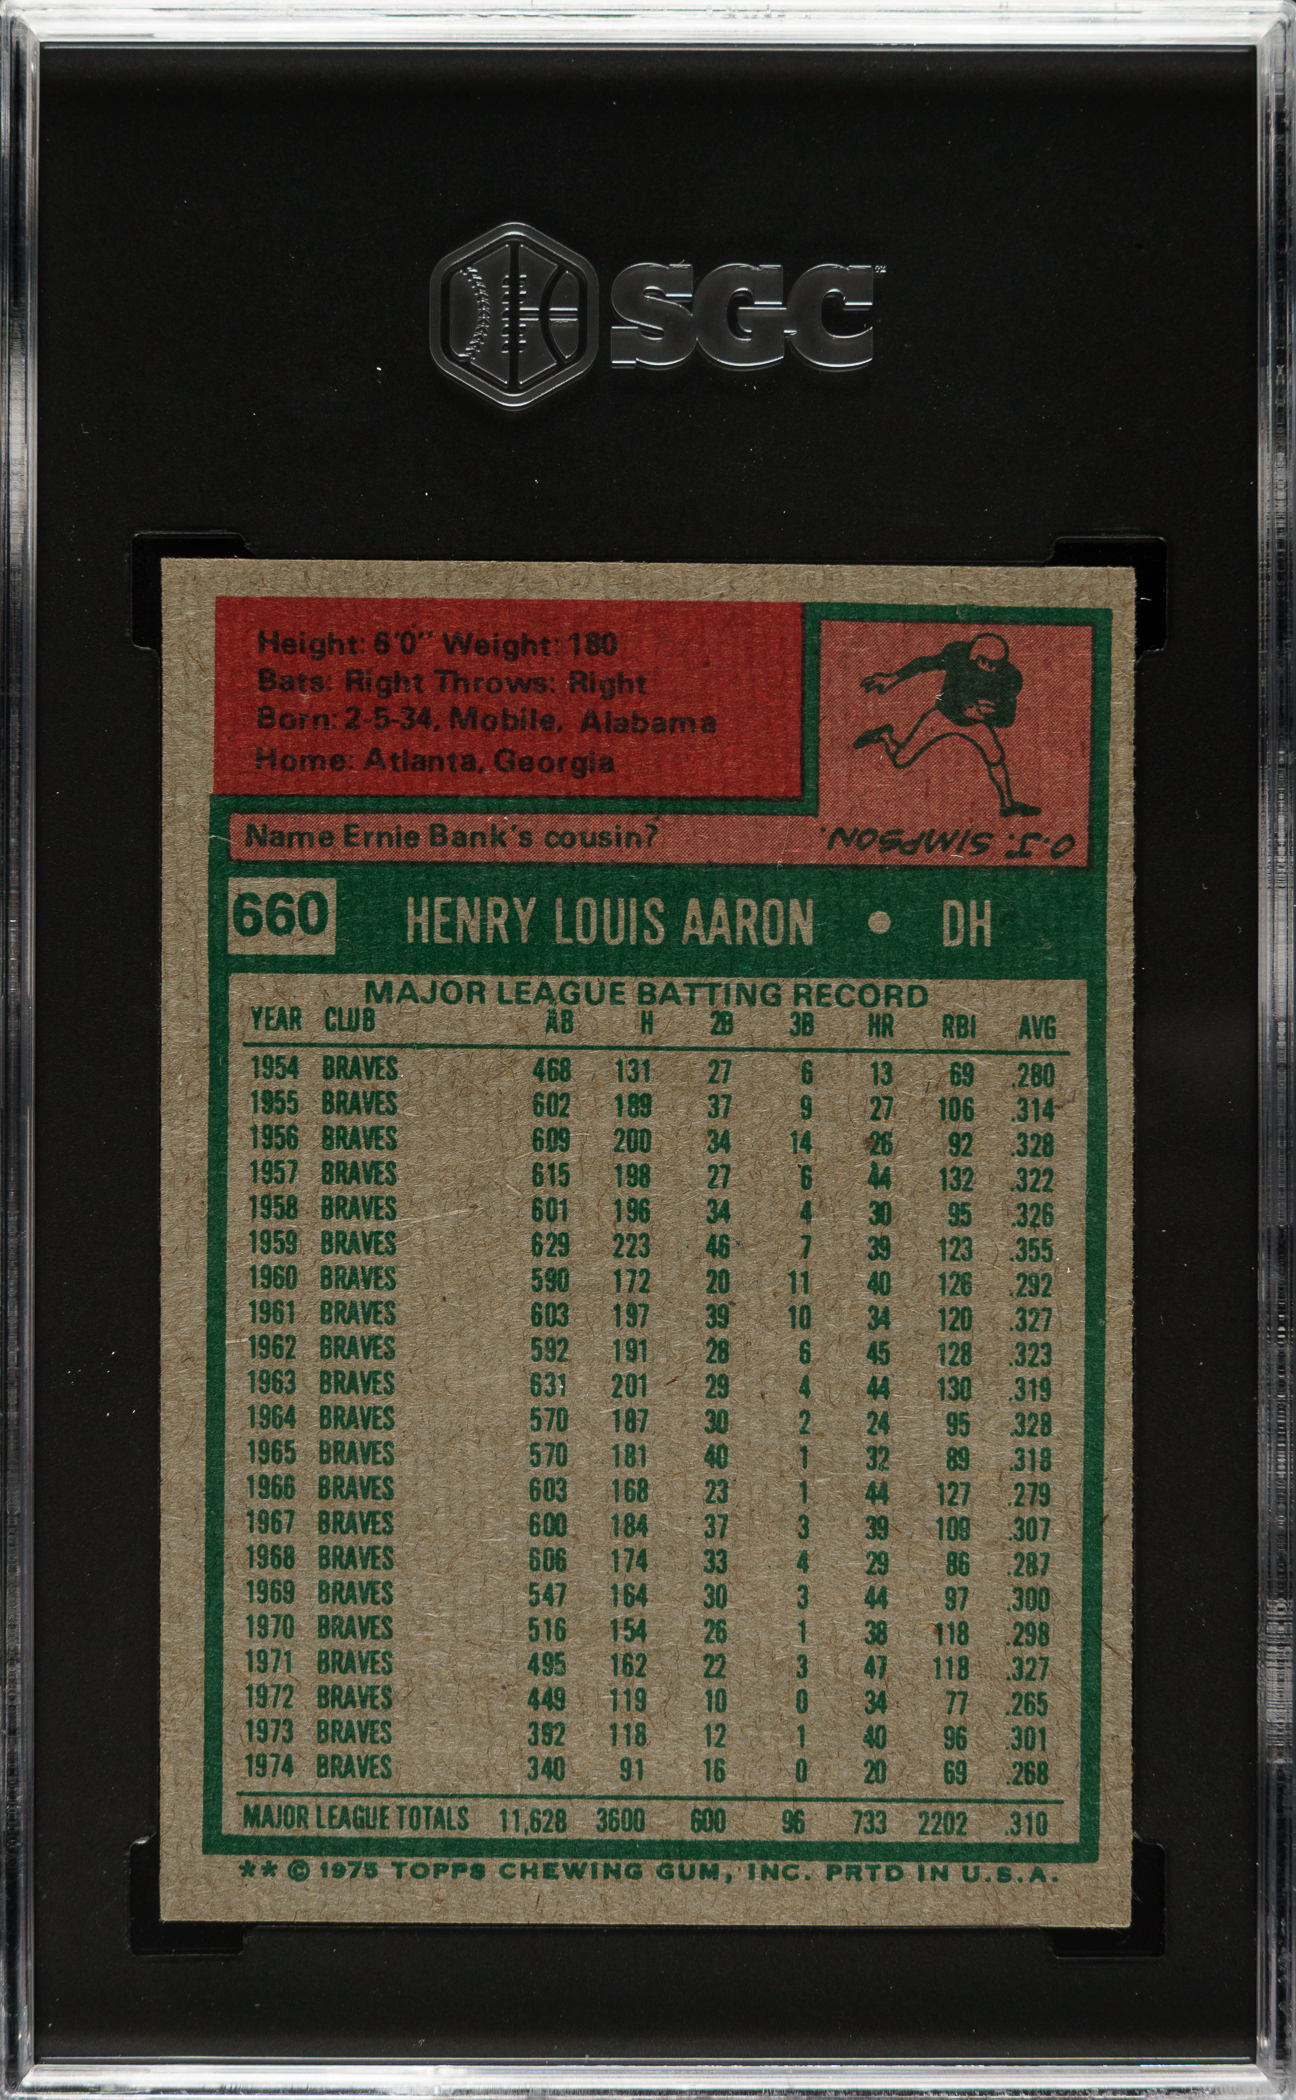 SGC
Height: 6'0" Weight: 180
Bats: Right Throws: Right
Born: 2-5-34, Mobile, Alabama
Home: Atlanta, Georgia
Name Ernie Bank's cousin?
O.J. SIMPSON.
660 HENRY LOUIS AARON • DH
MAJOR LEAGUE BATTING RECORD
YEAR CLUB AB H 2B 3B HR RBI AVG
1954 BRAVES 468 131 27 6 13 69 .280
1955 BRAVES 602 189 37 9 27 106 .314
1956 BRAVES 609 200 34 14 26 92 .328
1957 BRAVES 615 198 27 6 44 132 .322
1958 BRAVES 601 196 34 4 30 95 .326
1959 BRAVES 629 223 46 7 39 123 .355
1960 BRAVES 590 172 20 11 40 126 .292
1961 BRAVES 603 197 39 10 34 120 .327
1962 BRAVES 592 191 28 6 45 128 .323
1963 BRAVES 631 201 29 4 44 130 .319
1964 BRAVES 570 187 30 2 24 95 .328
1965 BRAVES 570 181 40 1 32 89 .318
1966 BRAVES 603 168 23 1 44 127 .279
1967 BRAVES 600 184 37 3 39 109 .307
1968 BRAVES 606 174 33 4 29 86 .287
1969 BRAVES 547 164 30 3 44 97 .300
1970 BRAVES 516 154 26 1 38 118 .298
1971 BRAVES 495 162 22 3 47 118 .327
1972 BRAVES 449 119 10 0 34 77 .265
1973 BRAVES 392 118 12 1 40 96 .301
1974 BRAVES 340 91 16 0 20 69 .268
MAJOR LEAGUE TOTALS 11,628 3600 600 96 733 2202 .310
** © 1975 TOPPS CHEWING GUM, INC. PRTD IN U.S.A.